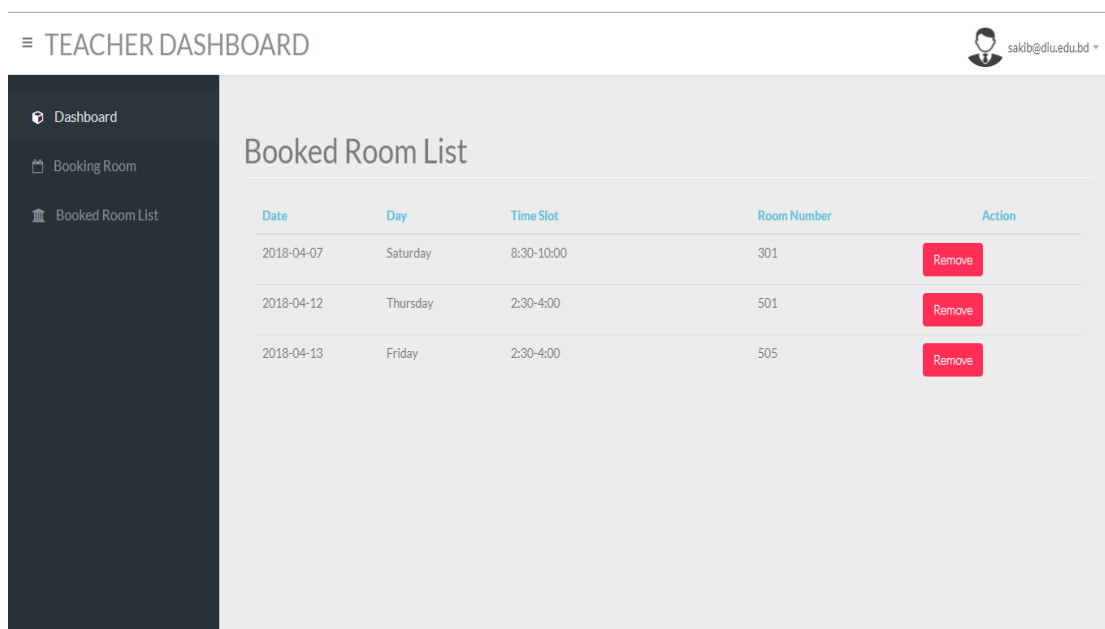 ≡ TEACHER DASHBOARD
sakib@diu.edu.bd
Dashboard
Booking Room
Booked Room List
Booked Room List
Date Day Time Slot Room Number Action
2018-04-07 Saturday 8:30-10:00 301 Remove
2018-04-12 Thursday 2:30-4:00 501 Remove
2018-04-13 Friday 2:30-4:00 505 Remove